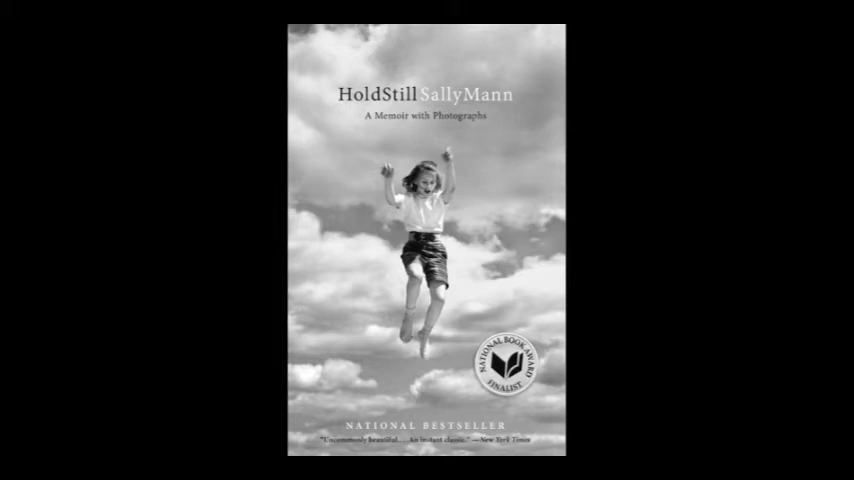 HoldStill SallyMann
A Memoir with Photographs
NATIONAL BOOK AWARD
FINALIST
NATIONAL BESTSELLER
"Uncommonly beautiful. . . . An instant classic." —New York Times